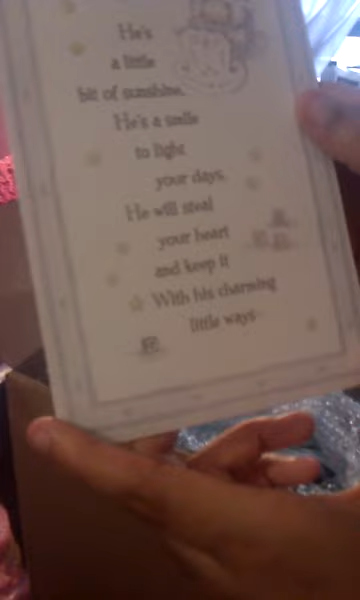 He's
a little
bit of sunshine.
He's a smile
to light
your days.
He will steal
your heart
and keep it
With his charming
little ways